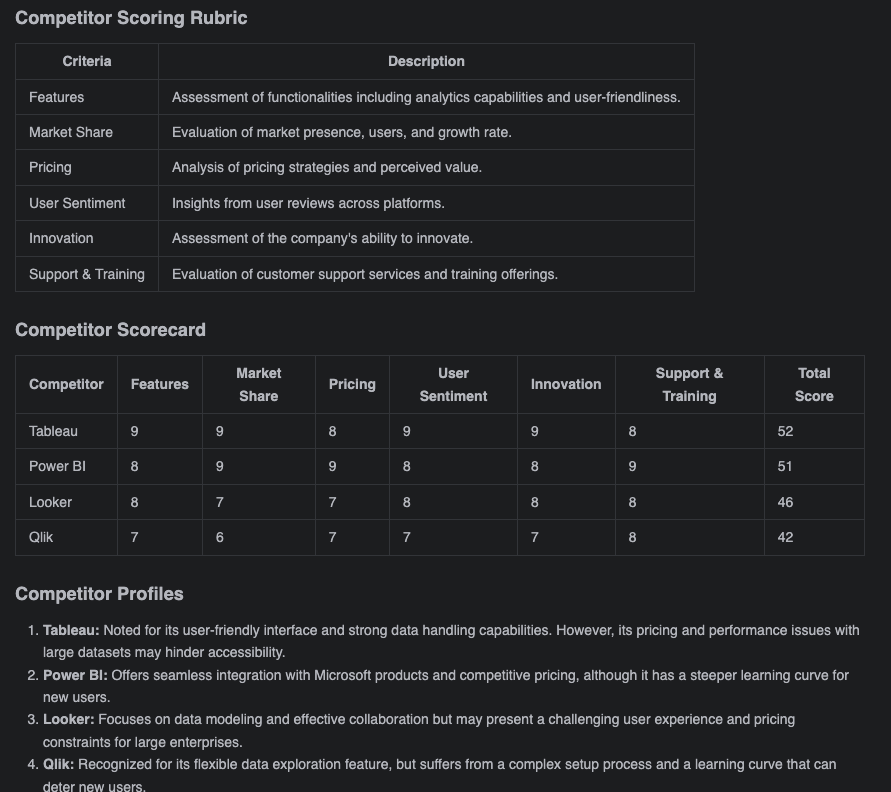 Competitor Scoring Rubric
Criteria Description
Features Assessment of functionalities including analytics capabilities and user-friendliness.
Market Share Evaluation of market presence, users, and growth rate.
Pricing Analysis of pricing strategies and perceived value.
User Sentiment Insights from user reviews across platforms.
Innovation Assessment of the company's ability to innovate.
Support & Training Evaluation of customer support services and training offerings.
Competitor Scorecard
Competitor Features Market Share Pricing User Sentiment Innovation Support & Training Total Score
Tableau 9 9 8 9 9 8 52
Power BI 8 9 9 8 8 9 51
Looker 8 7 7 8 8 8 46
Qlik 7 6 7 7 7 8 42
Competitor Profiles
1. Tableau: Noted for its user-friendly interface and strong data handling capabilities. However, its pricing and performance issues with
large datasets may hinder accessibility.
2. Power BI: Offers seamless integration with Microsoft products and competitive pricing, although it has a steeper learning curve for
new users.
3. Looker: Focuses on data modeling and effective collaboration but may present a challenging user experience and pricing
constraints for large enterprises.
4. Qlik: Recognized for its flexible data exploration feature, but suffers from a complex setup process and a learning curve that can
deter new users.